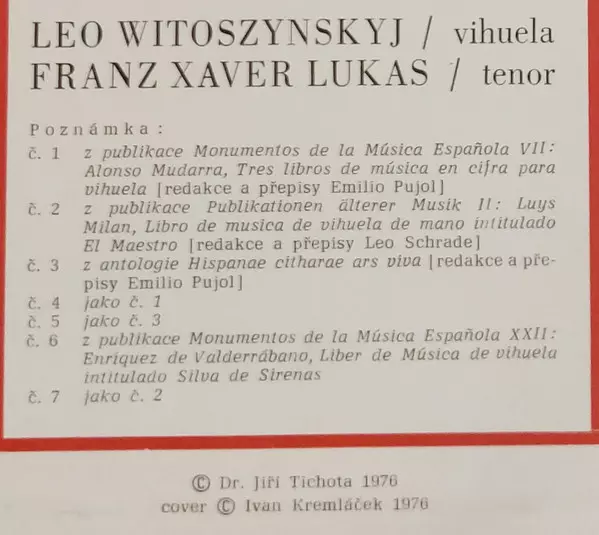 LEO WITOSZYNSKYJ / vihuela
FRANZ XAVER LUKAS / tenor
Poznámka:
č. 1 z publikace Monumentos de la Música Española VII:
Alonso Mudarra, Tres libros de música en cifra para
vihuela [redakce a přepisy Emilio Pujol]
č. 2 z publikace Publikationen älterer Musik II: Luys
Milan, Libro de musica de vihuela de mano intitulado
El Maestro [redakce a přepisy Leo Schrade]
č. 3 z antologie Hispanae citharae ars viva [redakce a pře-
pisy Emilio Pujol]
č. 4 jako č. 1
č. 5 jako č. 3
č. 6 z publikace Monumentos de la Música Española XXII:
Enríquez de Valderrábano, Liber de Música de vihuela
intitulado Silva de Sirenas
č. 7 jako č. 2
© Dr. Jiří Tichota 1976
cover © Ivan Kremláček 1976